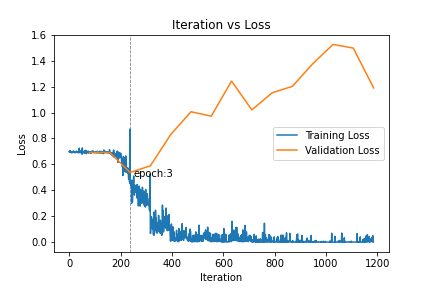 Iteration vs Loss
1.6
1.4
1.2
1.0
0.8
0.6
0.4
0.2
0.0
Loss
Training Loss
Validation Loss
epoch:3
0 200 400 600 800 1000 1200
Iteration